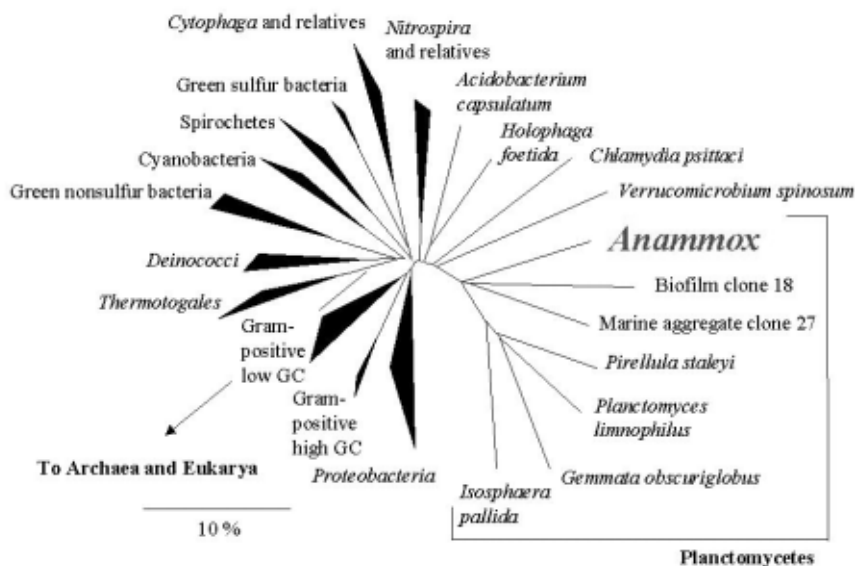 Cytophaga and relatives
Nitrospira
and relatives
Green sulfur bacteria
Acidobacterium
capsulatum
Spirochetes
Holophaga
foetida
Chlamydia psittaci
Cyanobacteria
Verrucomicrobium spinosum
Green nonsulfur bacteria
Anammox
Deinococci
Biofilm clone 18
Thermotogales
Marine aggregate clone 27
Gram-
positive
low GC
Pirellula staleyi
Gram-
positive
high GC
Planctomyces
limnophilus
To Archaea and Eukarya
Proteobacteria
Gemmata obscuriglobus
Isosphaera
pallida
10 %
Planctomycetes